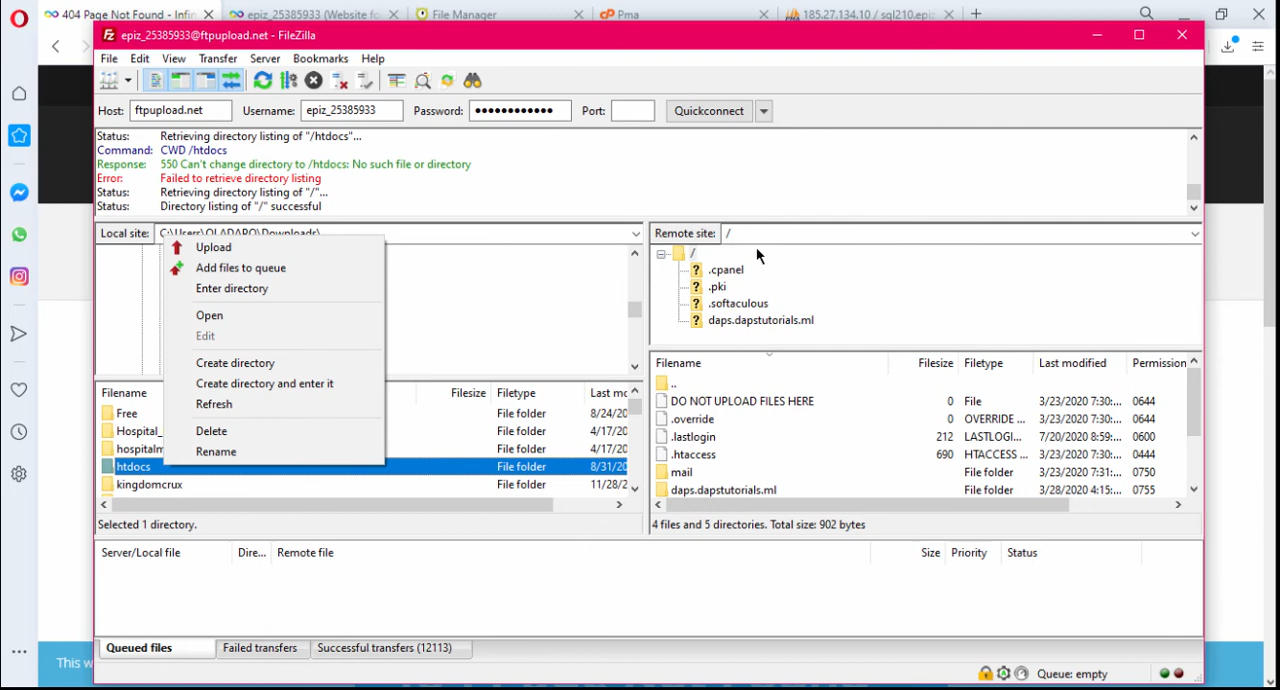 404 Page Not Found - Infin
epiz_25385933 (Website fo
File Manager
Pma
185.27.134.10 / sql210.epiz
epiz_25385933@ftpupload.net - FileZilla
File Edit View Transfer Server Bookmarks Help
Host: ftpupload.net Username: epiz_25385933 Password: ●●●●●●●●●●●● Port: Quickconnect
Status: Retrieving directory listing of "/htdocs"...
Command: CWD /htdocs
Response: 550 Can't change directory to /htdocs: No such file or directory
Error: Failed to retrieve directory listing
Status: Retrieving directory listing of "/"...
Status: Directory listing of "/" successful
Local site: C:\Users\OLADAPO\Downloads\
Upload
Add files to queue
Enter directory
Open
Edit
Create directory
Create directory and enter it
Refresh
Delete
Rename
Filename Filesize Filetype Last mo
Free File folder 8/24/20
Hospital_ File folder 4/17/20
hospitalm File folder 4/17/20
htdocs File folder 8/31/20
kingdomcrux File folder 11/28/2
Selected 1 directory.
Remote site: /
/
.cpanel
.pki
.softaculous
daps.dapstutorials.ml
Filename Filesize Filetype Last modified Permission
..
DO NOT UPLOAD FILES HERE 0 File 3/23/2020 7:30:... 0644
.override 0 OVERRIDE ... 3/23/2020 7:30:... 0644
.lastlogin 212 LASTLOGI... 7/20/2020 8:59:... 0600
.htaccess 690 HTACCESS ... 3/23/2020 7:30:... 0444
mail File folder 3/23/2020 7:31:... 0750
daps.dapstutorials.ml File folder 3/28/2020 4:15:... 0755
4 files and 5 directories. Total size: 902 bytes
Server/Local file Dire... Remote file Size Priority Status
Queued files Failed transfers Successful transfers (12113)
This w
Queue: empty